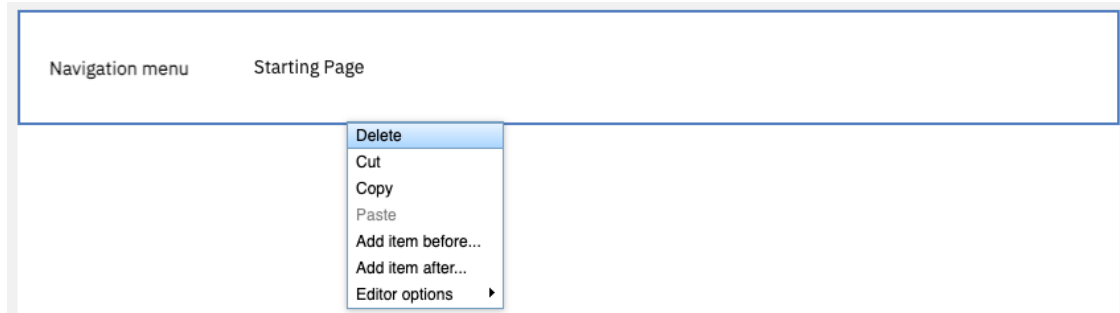 Navigation menu Starting Page
Delete
Cut
Copy
Paste
Add item before...
Add item after...
Editor options